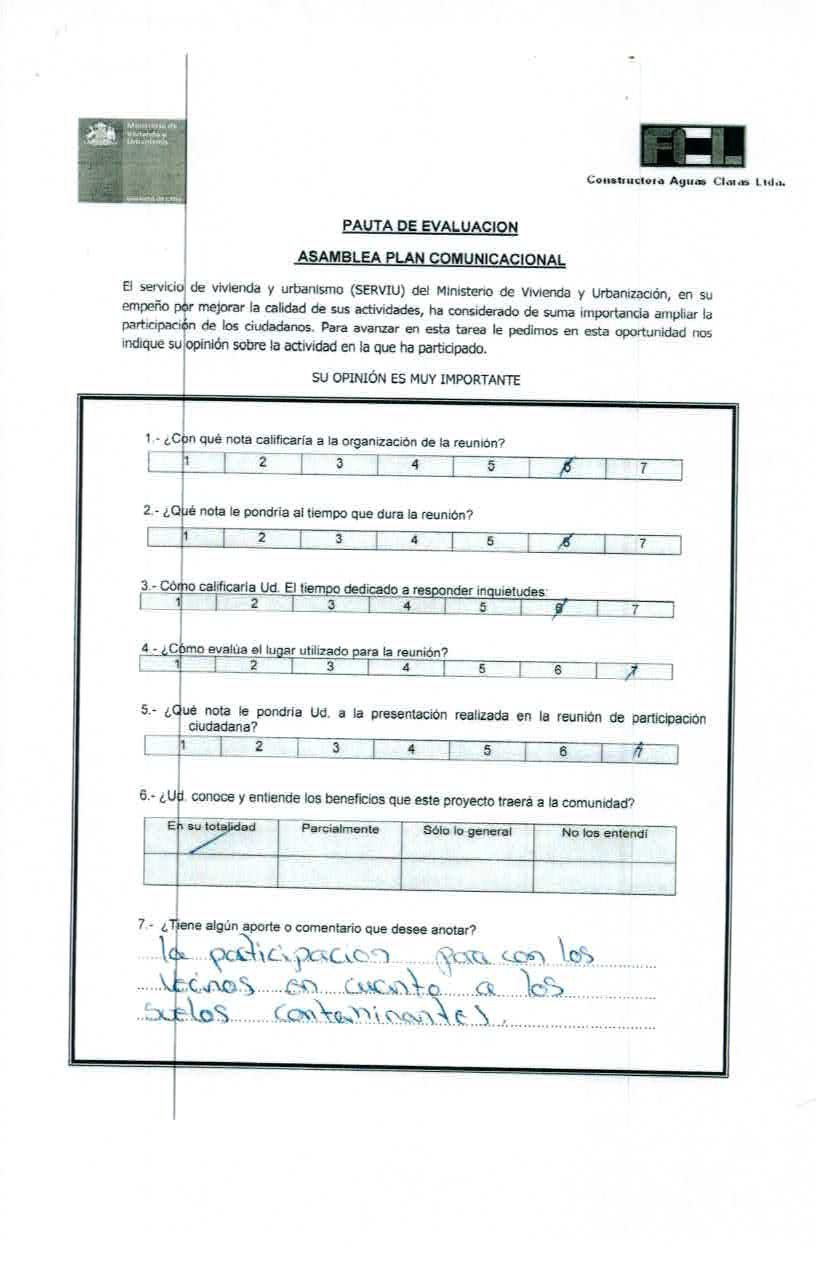 Ministerio de
Vivienda y
Urbanismo
Gobierno de Chile
Constructora Aguas Claras Ltda.
PAUTA DE EVALUACION
ASAMBLEA PLAN COMUNICACIONAL
El servicio de vivienda y urbanismo (SERVIU) del Ministerio de Vivienda y Urbanización, en su
empeño por mejorar la calidad de sus actividades, ha considerado de suma importancia ampliar la
participación de los ciudadanos. Para avanzar en esta tarea le pedimos en esta oportunidad nos
indique su opinión sobre la actividad en la que ha participado.
SU OPINIÓN ES MUY IMPORTANTE
1.- ¿Con qué nota calificaría a la organización de la reunión?
1 2 3 4 5 6 7
2.- ¿Qué nota le pondría al tiempo que dura la reunión?
1 2 3 4 5 6 7
3.- Cómo calificaría Ud. El tiempo dedicado a responder inquietudes:
1 2 3 4 5 6 7
4.- ¿Cómo evalúa el lugar utilizado para la reunión?
1 2 3 4 5 6 7
5.- ¿Qué nota le pondría Ud. a la presentación realizada en la reunión de participación
ciudadana?
1 2 3 4 5 6 7
6.- ¿Ud. conoce y entiende los beneficios que este proyecto traerá a la comunidad?
En su totalidad Parcialmente Sólo lo general No los entendí
7.- ¿Tiene algún aporte o comentario que desee anotar?
la participacion para con los
vecinos en cuanto a los
suelos contaminantes.